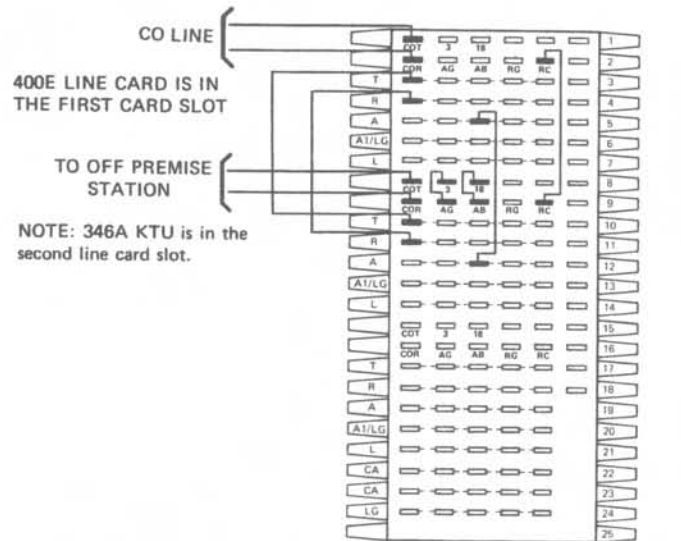 CO LINE
400E LINE CARD IS IN
THE FIRST CARD SLOT
TO OFF PREMISE
STATION
NOTE: 346A KTU is in the
second line card slot.
1
COT 3 18
2
COR AG AB RG RC
T 3
R 4
A 5
A1/LG 6
L 7
8
COT 3 18
9
COR AG AB RG RC
T 10
R 11
A 12
A1/LG 13
L 14
15
COT 3 18
16
COR AG AB RG RC
T 17
R 18
A 19
A1/LG 20
L 21
CA 22
CA 23
LG 24
25